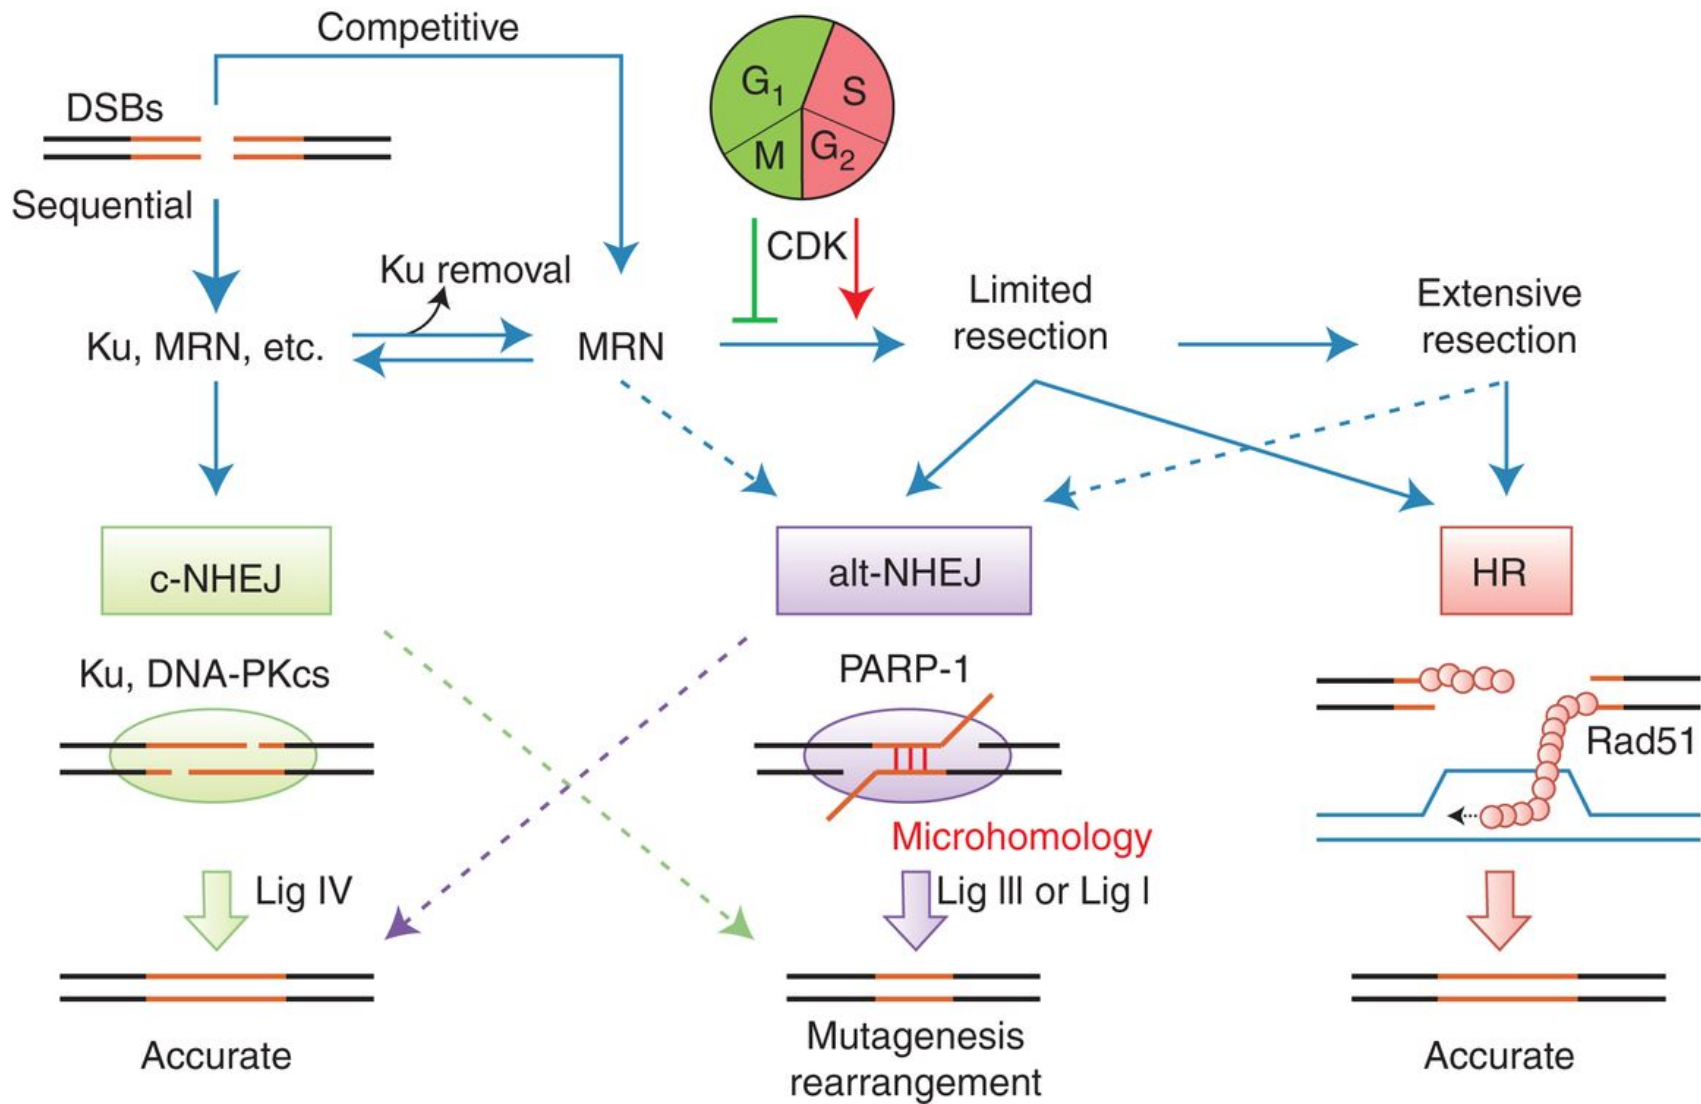 Competitive
DSBs
G₁
S
M
G₂
Sequential
CDK
Ku removal
Limited
resection
Extensive
resection
Ku, MRN, etc.
MRN
c-NHEJ
alt-NHEJ
HR
Ku, DNA-PKcs
PARP-1
Rad51
Microhomology
Lig IV
Lig III or Lig I
Accurate
Mutagenesis
rearrangement
Accurate